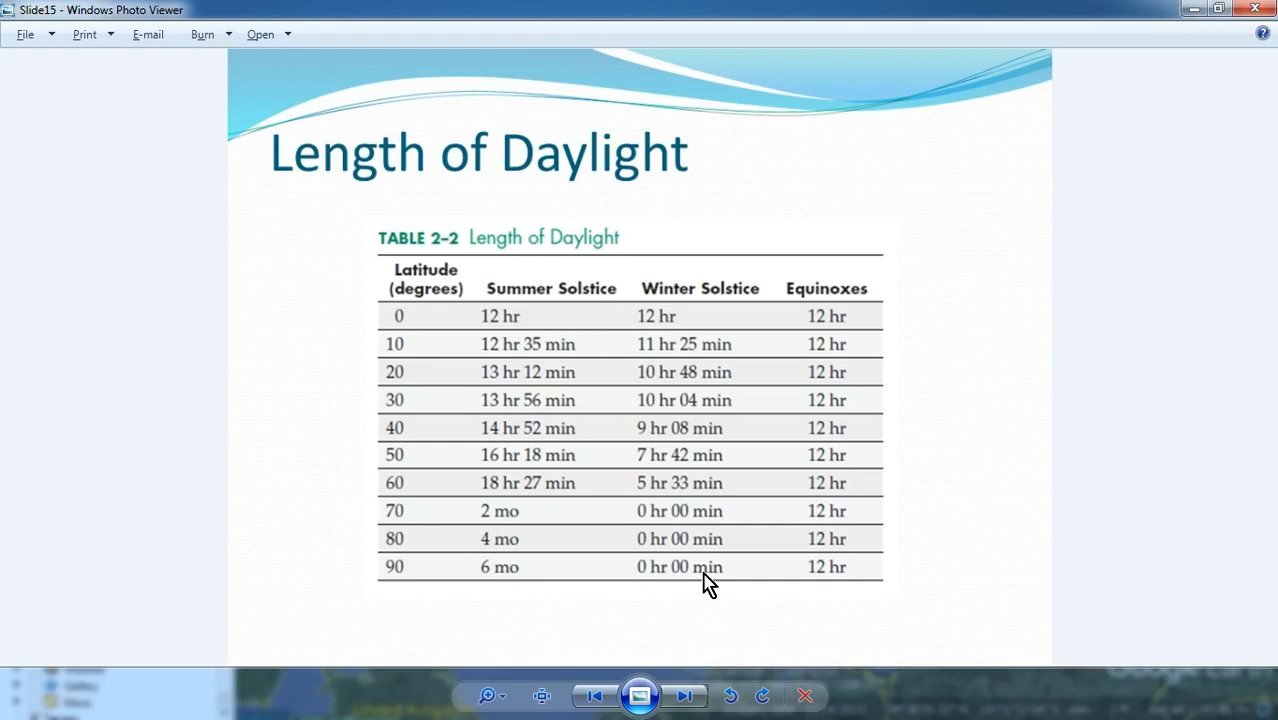 Slide15 - Windows Photo Viewer
File Print E-mail Burn Open
Length of Daylight
TABLE 2–2 Length of Daylight
Latitude
(degrees) Summer Solstice Winter Solstice Equinoxes
0 12 hr 12 hr 12 hr
10 12 hr 35 min 11 hr 25 min 12 hr
20 13 hr 12 min 10 hr 48 min 12 hr
30 13 hr 56 min 10 hr 04 min 12 hr
40 14 hr 52 min 9 hr 08 min 12 hr
50 16 hr 18 min 7 hr 42 min 12 hr
60 18 hr 27 min 5 hr 33 min 12 hr
70 2 mo 0 hr 00 min 12 hr
80 4 mo 0 hr 00 min 12 hr
90 6 mo 0 hr 00 min 12 hr